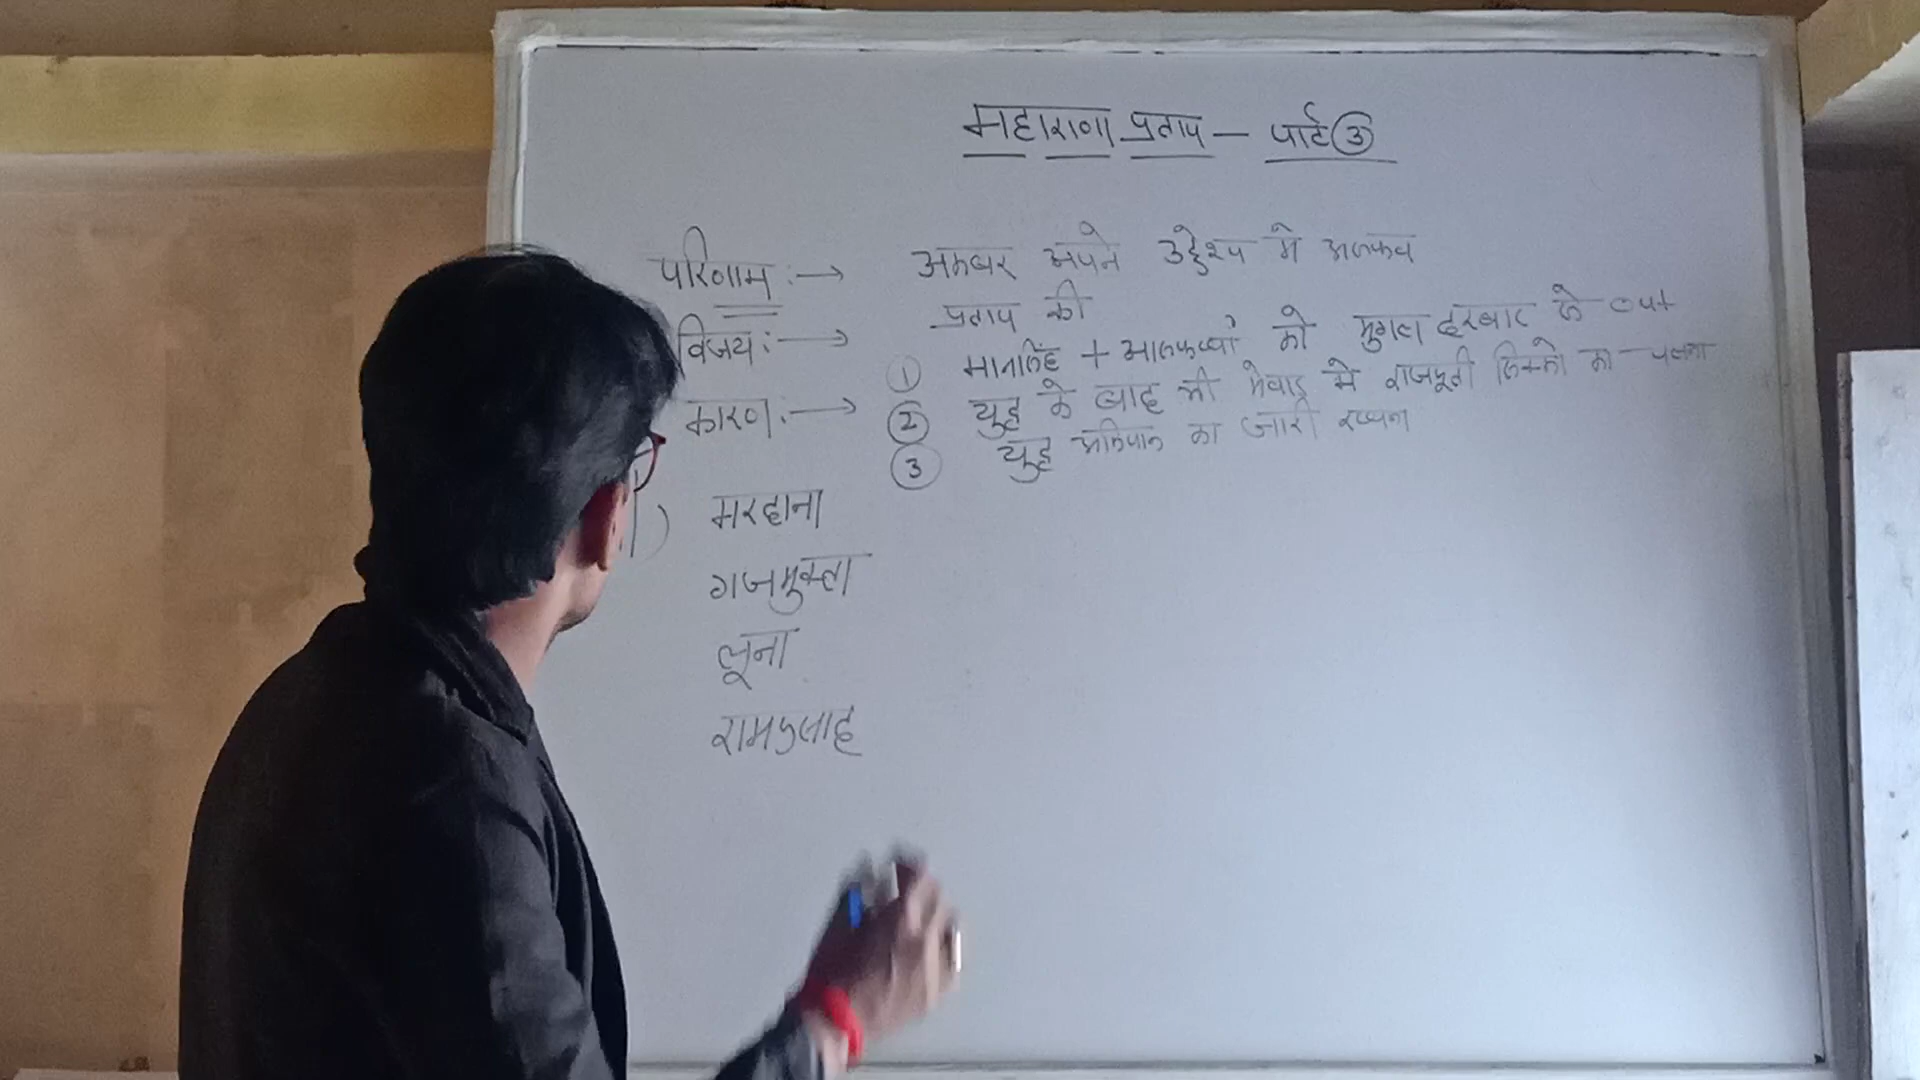 महाराणा प्रताप — पार्ट ③
परिणाम :→ अकबर अपने उद्देश्य मे असफल
विजय :→ प्रताप की
कारण :→ ① मानसिंह + आसफखां को मुगल दरबार से out
② युद्ध के बाद भी मेवाड़ मे राजपूती सिक्को का चलना
③ युद्ध अभियान का जारी रखना
मरदाना
गजमुक्ता
लूना
रामप्रसाद